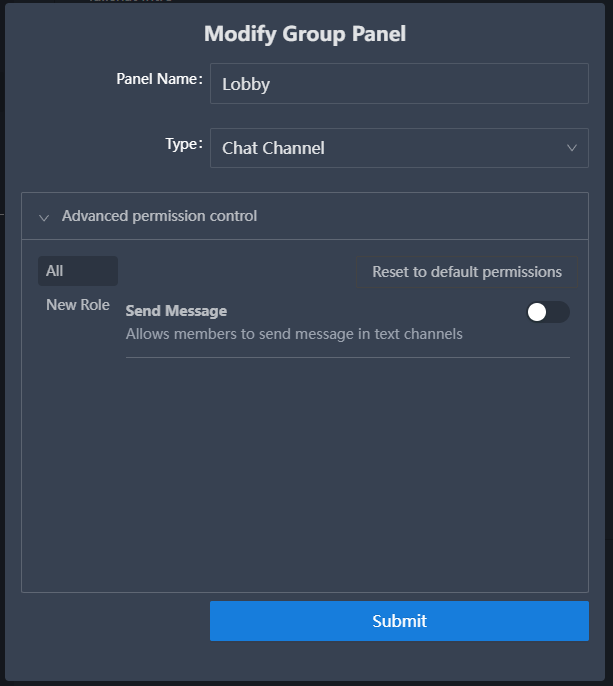 Modify Group Panel
Panel Name:
Lobby
Type:
Chat Channel
Advanced permission control
All
Reset to default permissions
New Role
Send Message
Allows members to send message in text channels
Submit